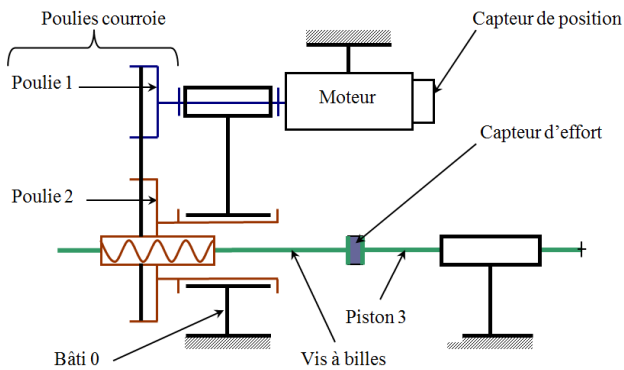 Poulies courroie
Capteur de position
Poulie 1
Moteur
Capteur d'effort
Poulie 2
Piston 3
Bâti 0
Vis à billes